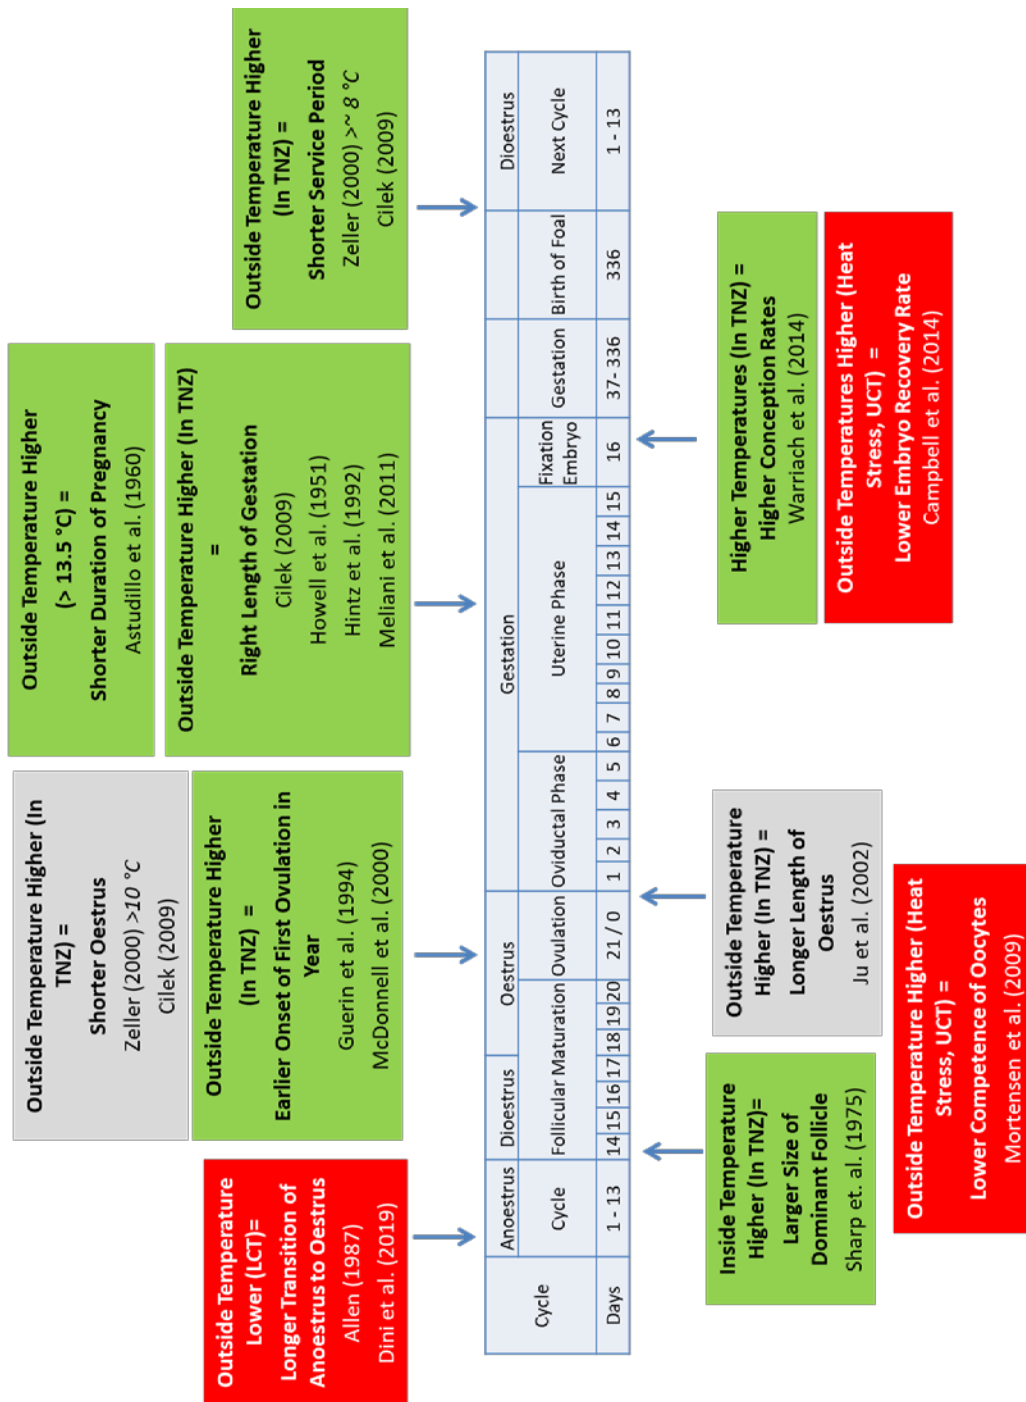 Outside Temperature
Lower (LCT)=
Longer Transition of
Anoestrus to Oestrus
Allen (1987)
Dini et al. (2019)
Outside Temperature Higher (In
TNZ) =
Shorter Oestrus
Zeller (2000) >10 °C
Cilek (2009)
Outside Temperature Higher
(In TNZ) =
Earlier Onset of First Ovulation in
Year
Guerin et al. (1994)
McDonnell et al. (2000)
Outside Temperature Higher
(> 13.5 °C) =
Shorter Duration of Pregnancy
Astudillo et al. (1960)
Outside Temperature Higher (In TNZ)
=
Right Length of Gestation
Cilek (2009)
Howell et al. (1951)
Hintz et al. (1992)
Meliani et al. (2011)
Outside Temperature Higher
(In TNZ) =
Shorter Service Period
Zeller (2000) >~ 8 °C
Cilek (2009)
Cycle Anoestrus Dioestrus Oestrus Gestation Dioestrus
Cycle Follicular Maturation Ovulation Oviductal Phase Uterine Phase Fixation Embryo Gestation Birth of Foal Next Cycle
Days 1 - 13 14 15 16 17 18 19 20 21 / 0 1 2 3 4 5 6 7 8 9 10 11 12 13 14 15 16 37- 336 336 1 - 13
Inside Temperature
Higher (In TNZ)=
Larger Size of
Dominant Follicle
Sharp et. al. (1975)
Outside Temperature
Higher (In TNZ) =
Longer Length of
Oestrus
Ju et al. (2002)
Outside Temperature Higher (Heat
Stress, UCT) =
Lower Competence of Oocytes
Mortensen et al. (2009)
Higher Temperatures (In TNZ) =
Higher Conception Rates
Warriach et al. (2014)
Outside Temperatures Higher (Heat
Stress, UCT) =
Lower Embryo Recovery Rate
Campbell et al. (2014)